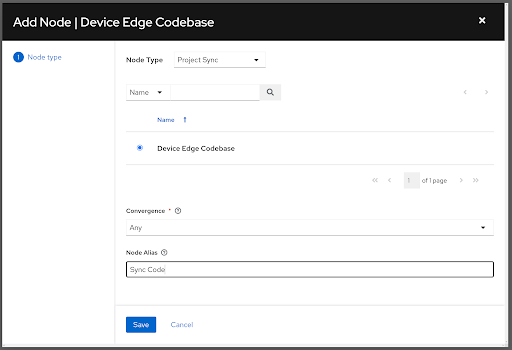 Add Node | Device Edge Codebase
1 Node type
Node Type Project Sync
Name
Name
Device Edge Codebase
1 of 1 page
Convergence *
Any
Node Alias
Sync Code
Save Cancel